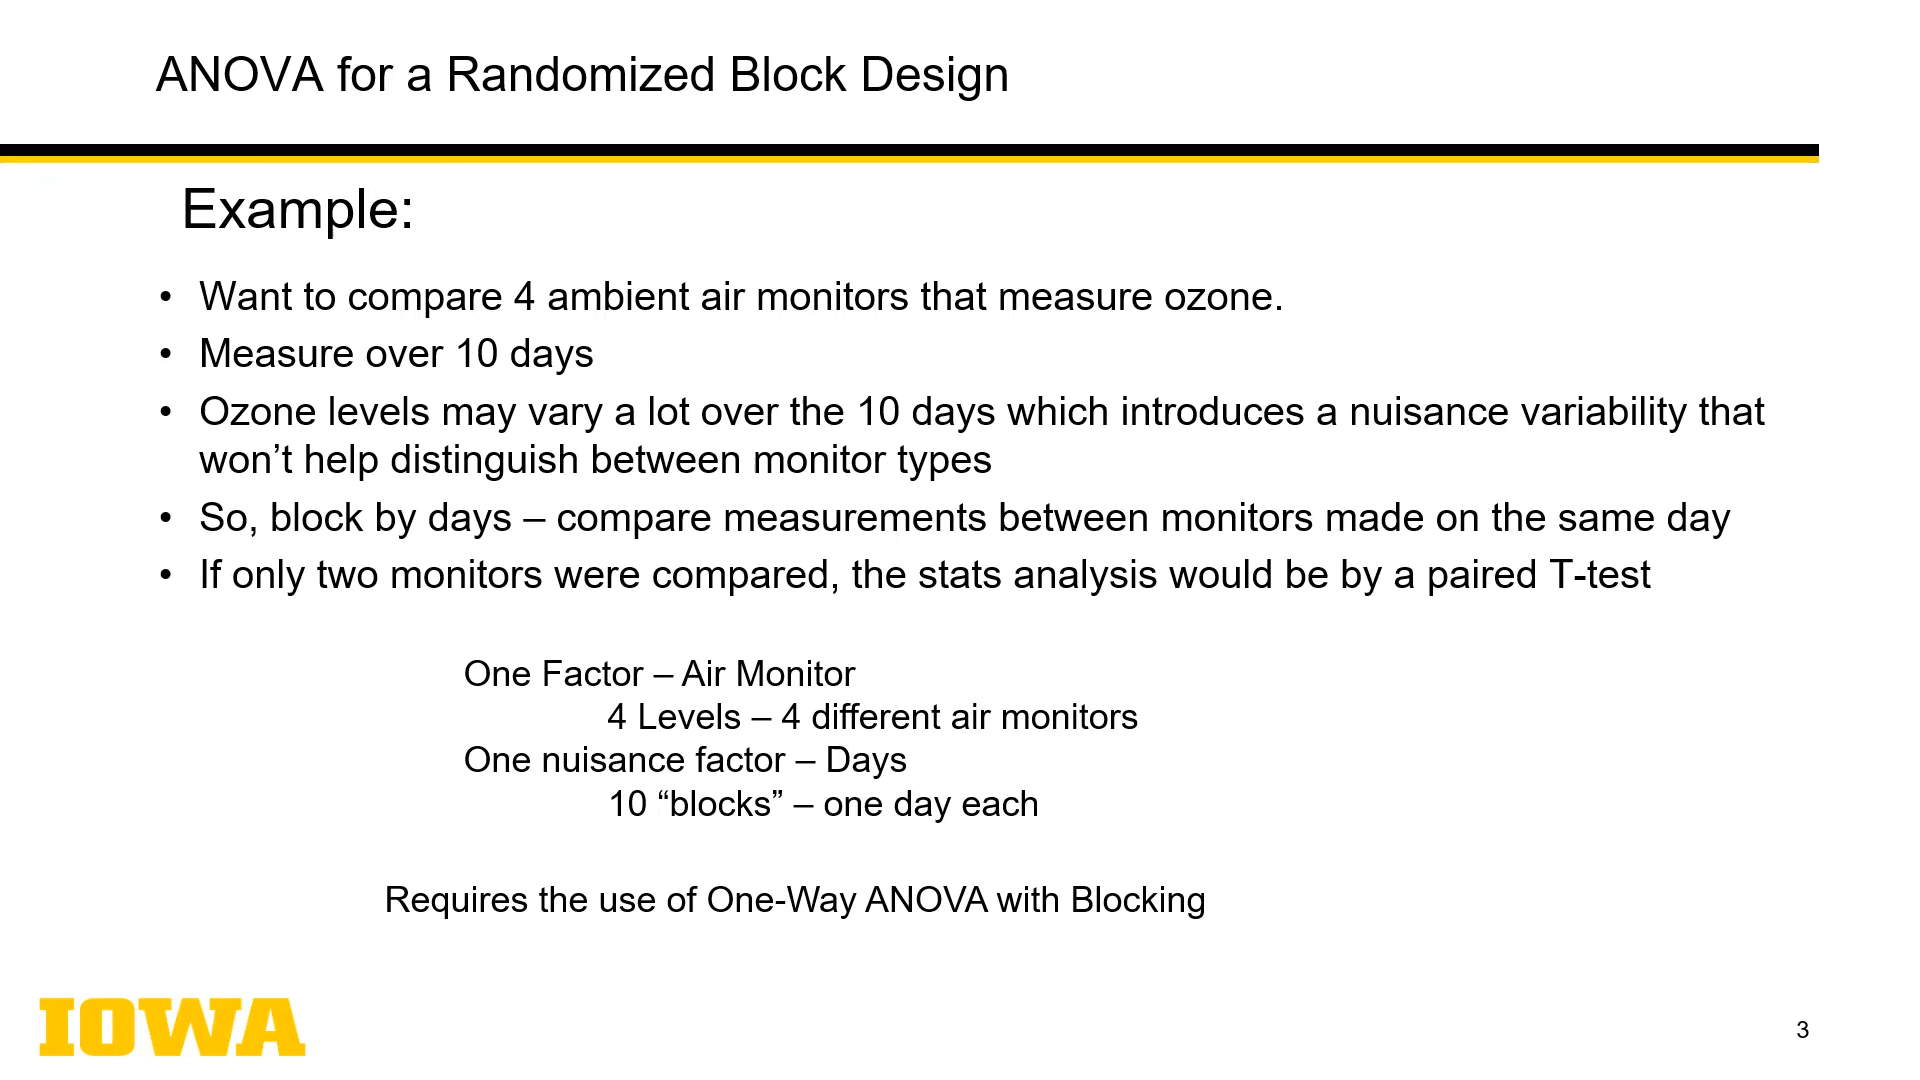 ANOVA for a Randomized Block Design
Example:
• Want to compare 4 ambient air monitors that measure ozone.
• Measure over 10 days
• Ozone levels may vary a lot over the 10 days which introduces a nuisance variability that
won’t help distinguish between monitor types
• So, block by days – compare measurements between monitors made on the same day
• If only two monitors were compared, the stats analysis would be by a paired T-test
One Factor – Air Monitor
4 Levels – 4 different air monitors
One nuisance factor – Days
10 “blocks” – one day each
Requires the use of One-Way ANOVA with Blocking
IOWA
3